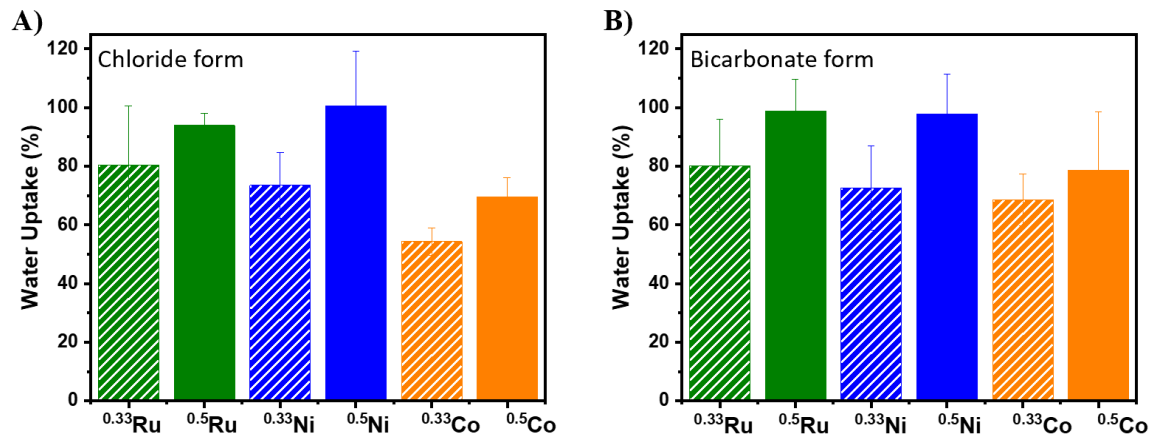 A)
Chloride form
Water Uptake (%)
120
100
80
60
40
20
0
0.33Ru 0.5Ru 0.33Ni 0.5Ni 0.33Co 0.5Co
B)
Bicarbonate form
Water Uptake (%)
120
100
80
60
40
20
0
0.33Ru 0.5Ru 0.33Ni 0.5Ni 0.33Co 0.5Co